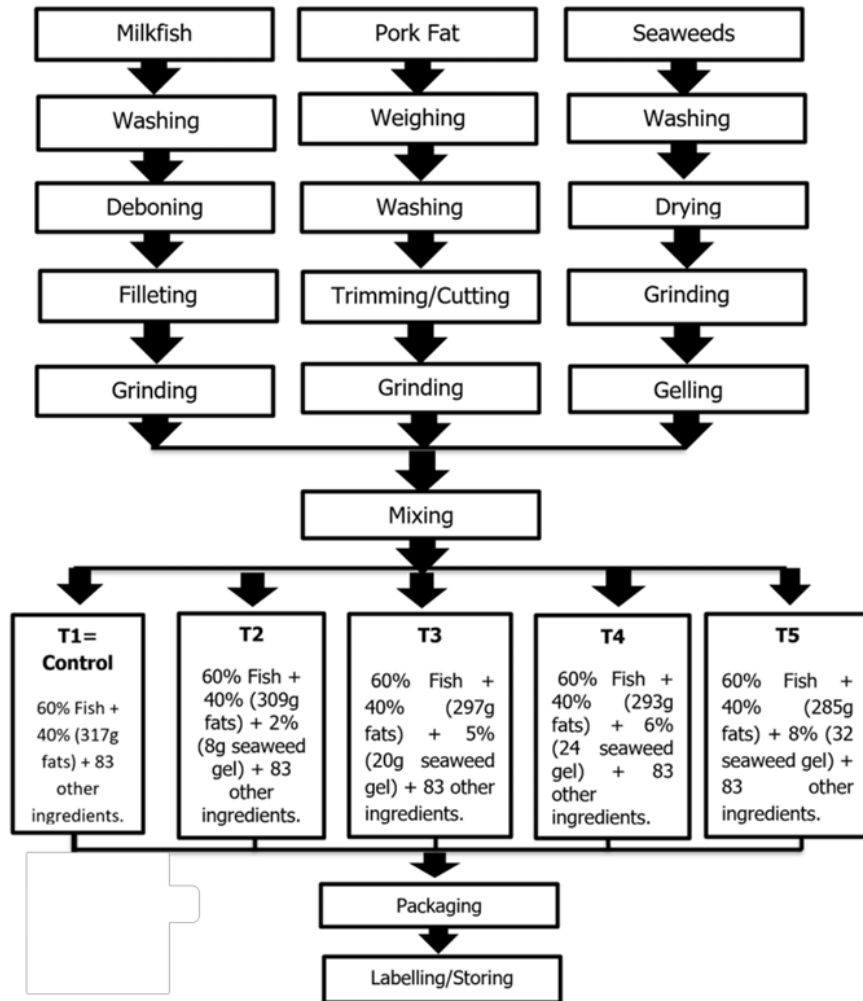 Milkfish
Pork Fat
Seaweeds
Washing
Weighing
Washing
Deboning
Washing
Drying
Filleting
Trimming/Cutting
Grinding
Grinding
Grinding
Gelling
Mixing
T1=
Control
60% Fish +
40% (317g
fats) + 83
other
ingredients.
T2
60% Fish +
40% (309g
fats) + 2%
(8g seaweed
gel) + 83
other
ingredients.
T3
60% Fish +
40% (297g
fats) + 5%
(20g seaweed
gel) + 83 other
ingredients.
T4
60% Fish +
40% (293g
fats) + 6%
(24 seaweed
gel) + 83
other
ingredients.
T5
60% Fish +
40% (285g
fats) + 8% (32
seaweed gel) +
83 other
ingredients.
Packaging
Labelling/Storing